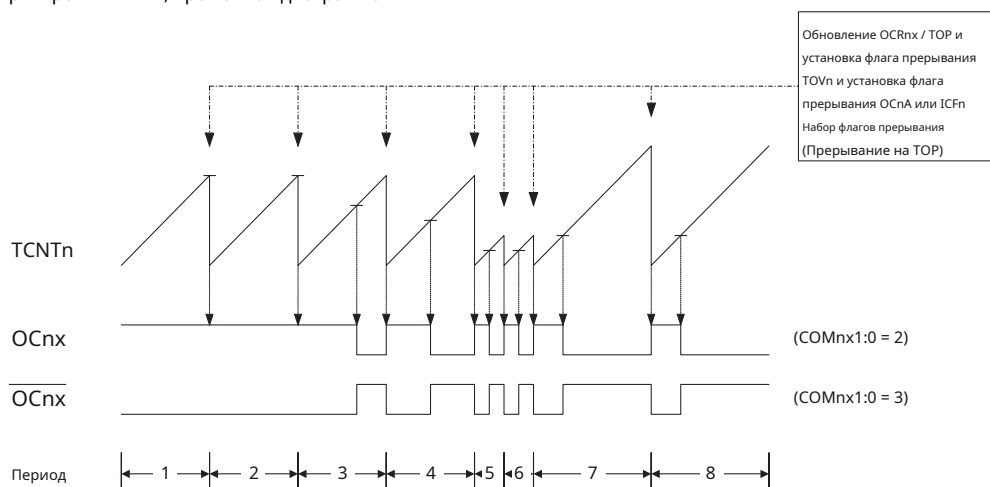 Обновление OCRnx / TOP и
установка флага прерывания
TOVn и установка флага
прерывания OCnA или ICFn
Набор флагов прерывания
(Прерывание на TOP)
TCNTn
OCnx
(COMnx1:0 = 2)
OCnx
(COMnx1:0 = 3)
Период 1 2 3 4 5 6 7 8